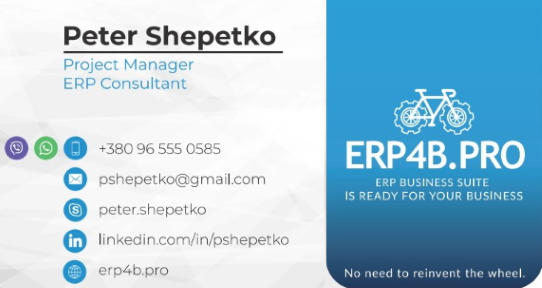 Peter Shepetko
Project Manager
ERP Consultant
+380 96 555 0585
pshepetko@gmail.com
peter.shepetko
linkedin.com/in/pshepetko
erp4b.pro
ERP4B.PRO
ERP BUSINESS SUITE
IS READY FOR YOUR BUSINESS
No need to reinvent the wheel.